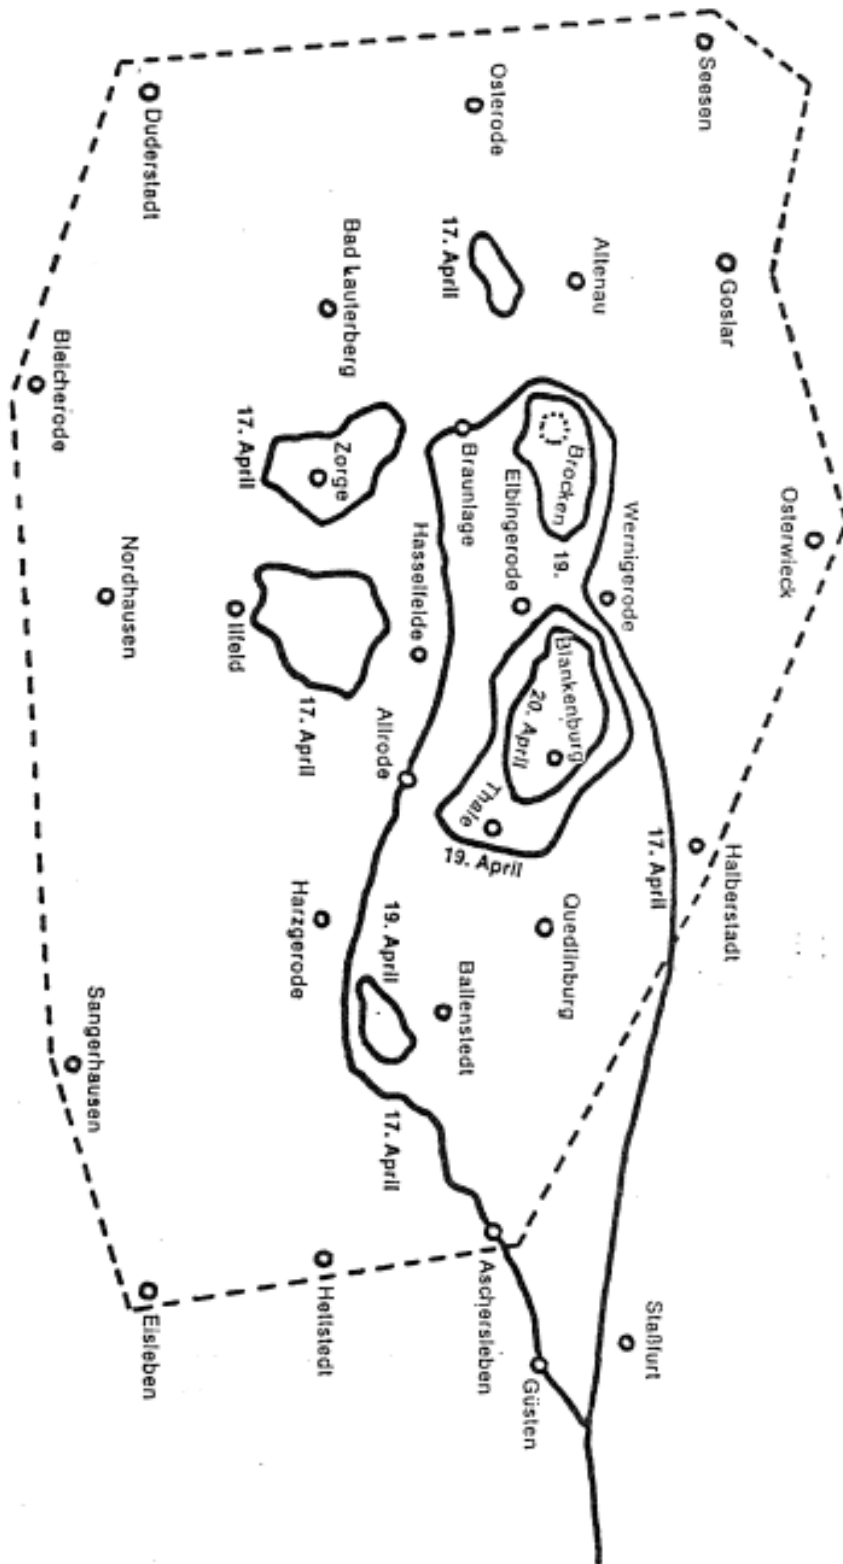 Seesen
Goslar
Osterwieck
Halberstadt
Staßfurt
Osterode
Altenau
17. April
Wernigerode
17. April
Brocken
19.
Elbingerode
Blankenburg
20. April
Thale
19. April
Quedlinburg
Braunlage
Hasselfelde
Allrode
19. April
Ballenstedt
17. April
Aschersleben
Güsten
Duderstadt
Bad Lauterberg
17. April
Zorge
Ilfeld
17. April
Harzgerode
Hettstedt
Bleicherode
Nordhausen
Sangerhausen
Eisleben